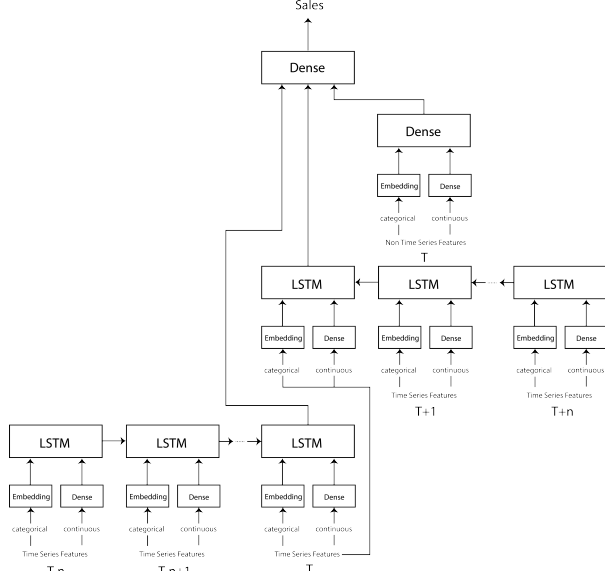 Sales
Dense
Dense
Embedding Dense
categorical continuous
Non Time Series Features
T
LSTM LSTM LSTM
Embedding Dense Embedding Dense Embedding Dense
categorical continuous categorical continuous categorical continuous
Time Series Features Time Series Features
T+1 T+n
LSTM LSTM LSTM
Embedding Dense Embedding Dense Embedding Dense
categorical continuous categorical continuous categorical continuous
Time Series Features Time Series Features Time Series Features
T-n T-n+1 T